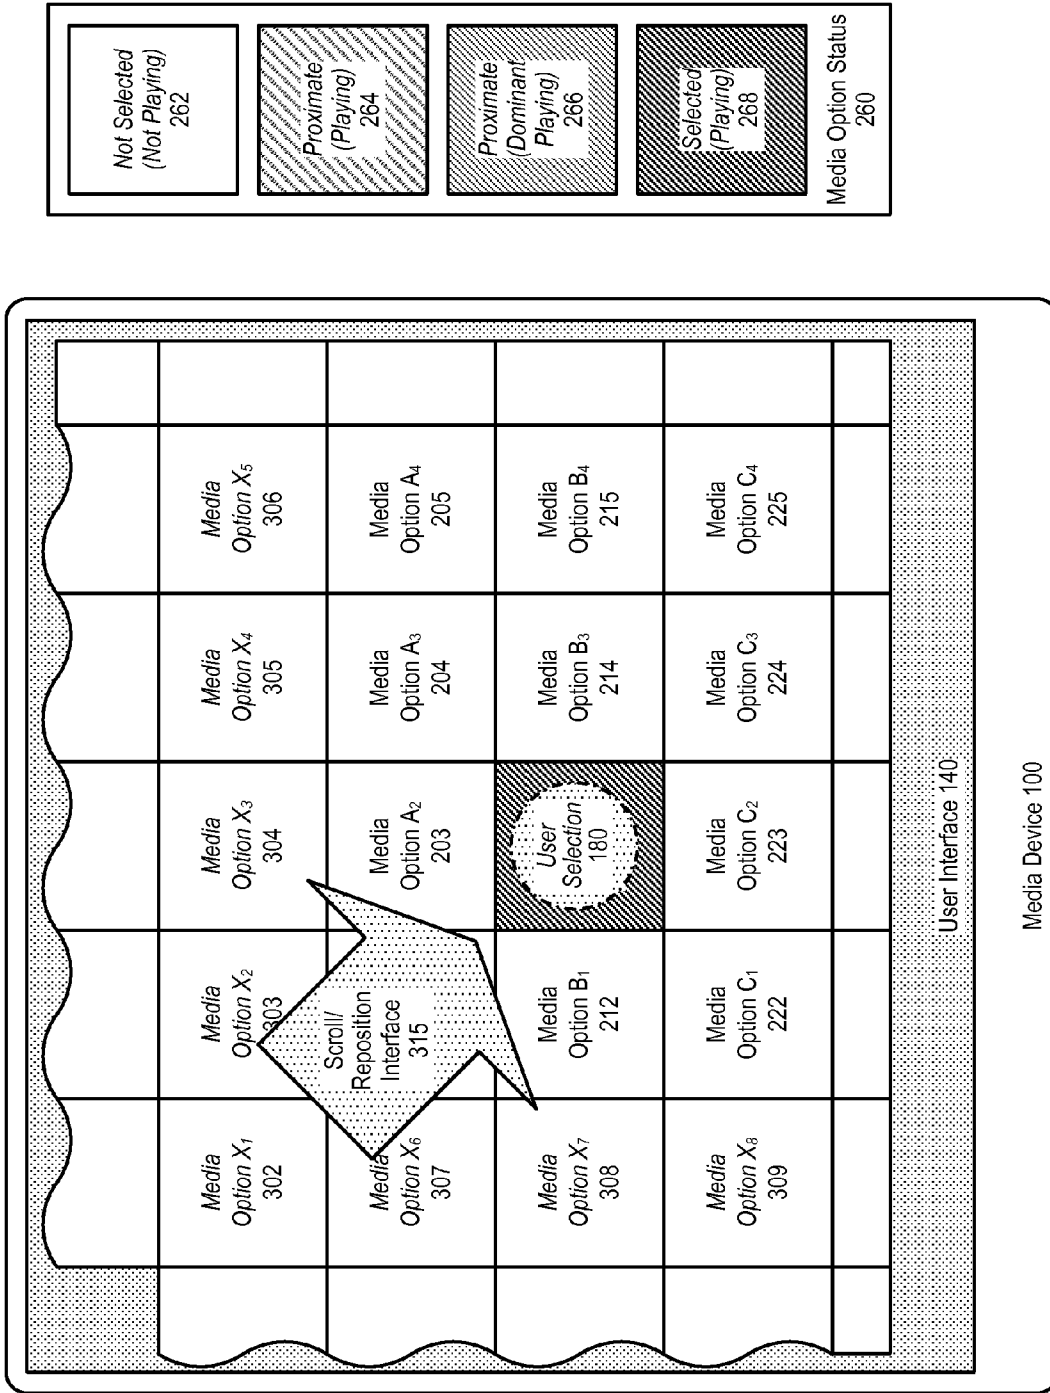 Media
Option X1
302
Media
Option X2
303
Media
Option X3
304
Media
Option X4
305
Media
Option X5
306
Media
Option X6
307
Scroll/
Reposition
Interface
315
Media
Option A2
203
Media
Option A3
204
Media
Option A4
205
Media
Option X7
308
Media
Option B1
212
User
Selection
180
Media
Option B3
214
Media
Option B4
215
Media
Option X8
309
Media
Option C1
222
Media
Option C2
223
Media
Option C3
224
Media
Option C4
225
User Interface 140
Media Device 100
Not Selected
(Not Playing)
262
Proximate
(Playing)
264
Proximate
(Dominant
Playing)
266
Selected
(Playing)
268
Media Option Status
260